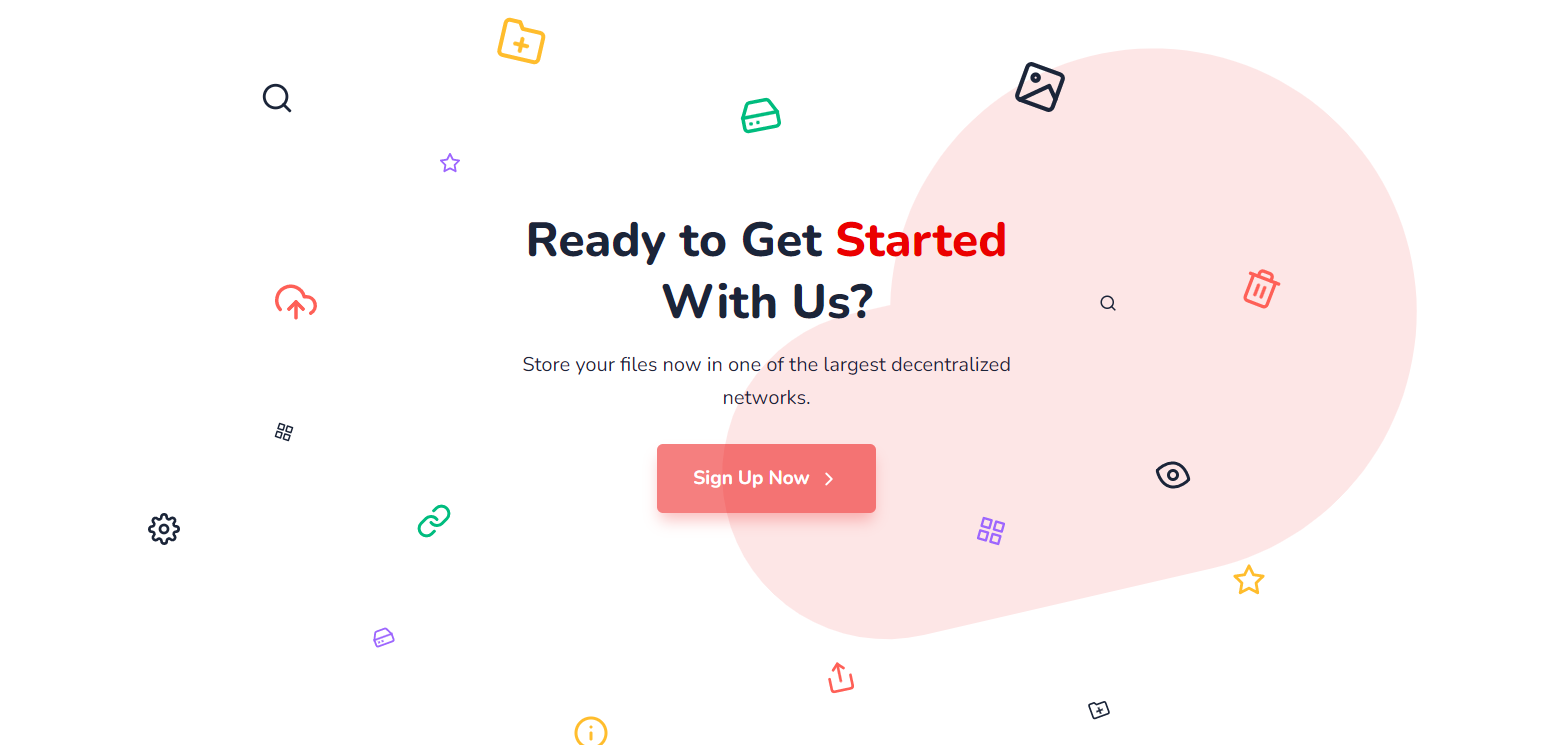 Ready to Get Started
With Us?
Store your files now in one of the largest decentralized
networks.
Sign Up Now